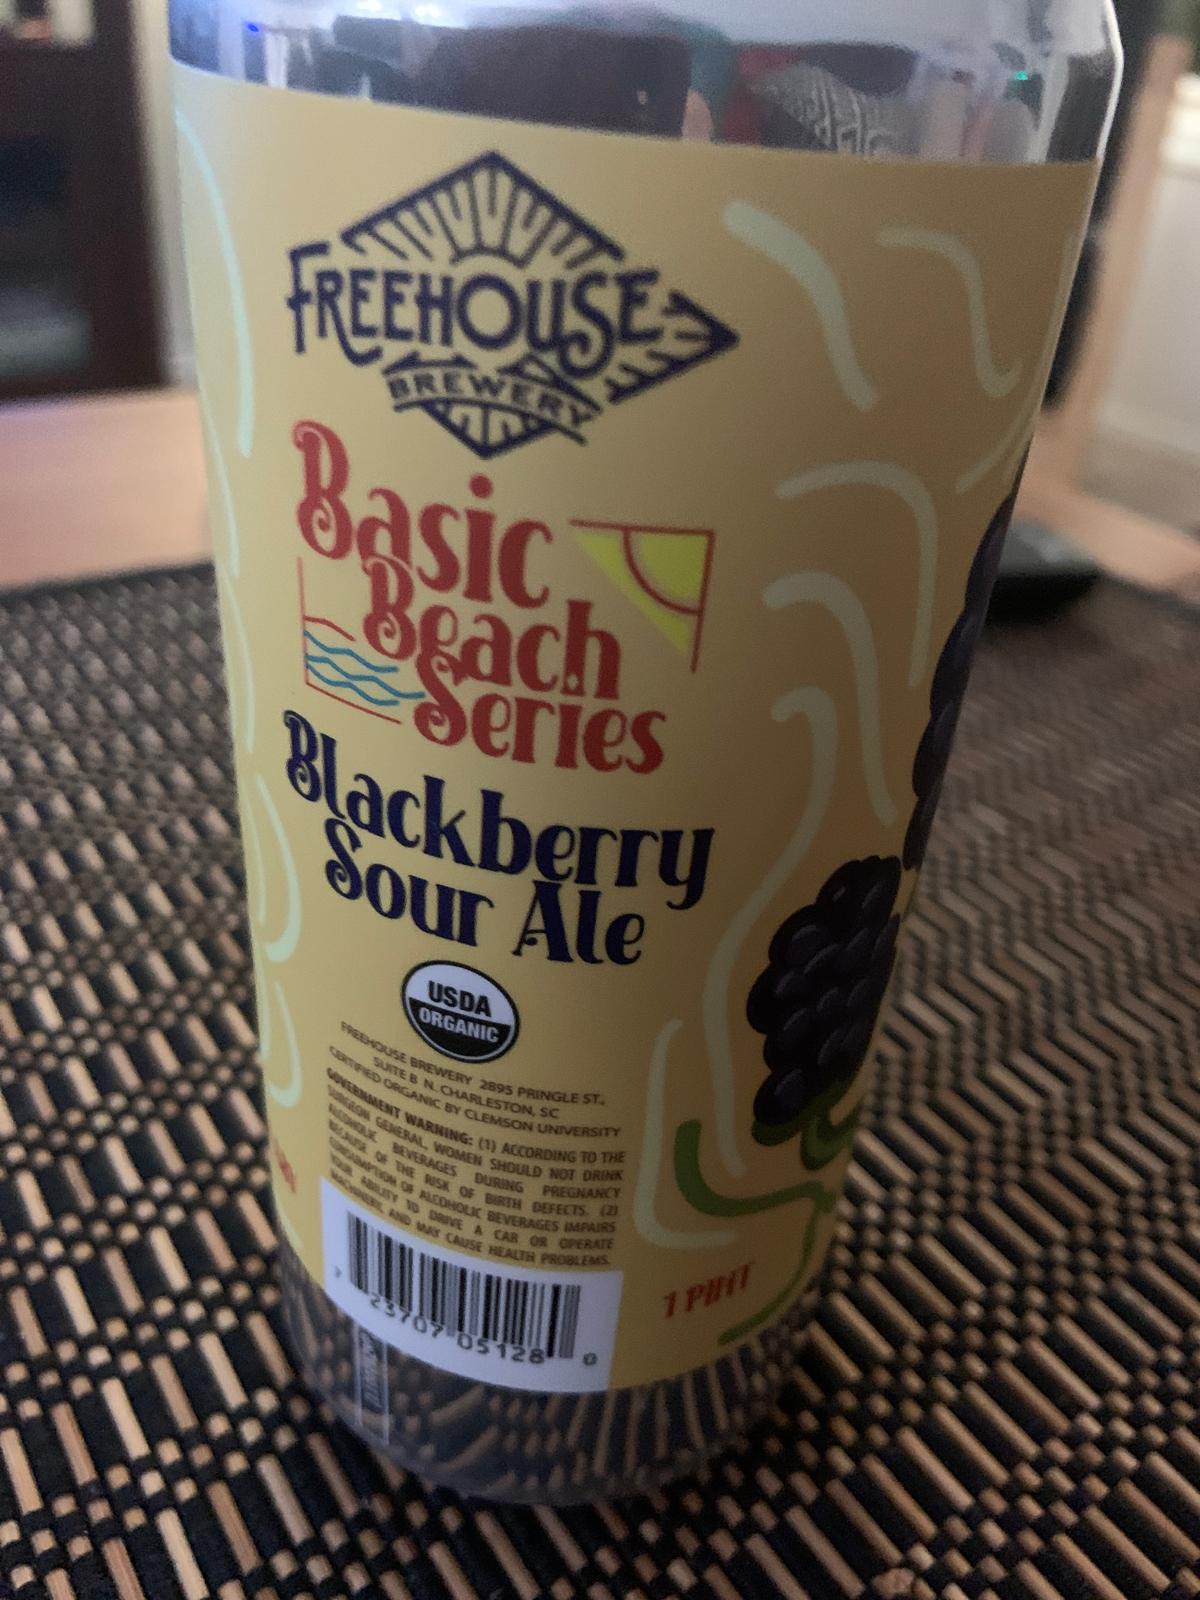 FREEHOUSE
BREWERY
Basic
Beach
Series
Blackberry
Sour Ale
USDA
ORGANIC
FREEHOUSE BREWERY 2895 PRINGLE ST.,
SUITE B N. CHARLESTON, SC
CERTIFIED ORGANIC BY CLEMSON UNIVERSITY
GOVERNMENT WARNING: (1) ACCORDING TO THE
SURGEON GENERAL, WOMEN SHOULD NOT DRINK
ALCOHOLIC BEVERAGES DURING PREGNANCY
BECAUSE OF THE RISK OF BIRTH DEFECTS. (2)
CONSUMPTION OF ALCOHOLIC BEVERAGES IMPAIRS
YOUR ABILITY TO DRIVE A CAR OR OPERATE
MACHINERY, AND MAY CAUSE HEALTH PROBLEMS.
7 23707 05128 0
1 PINT